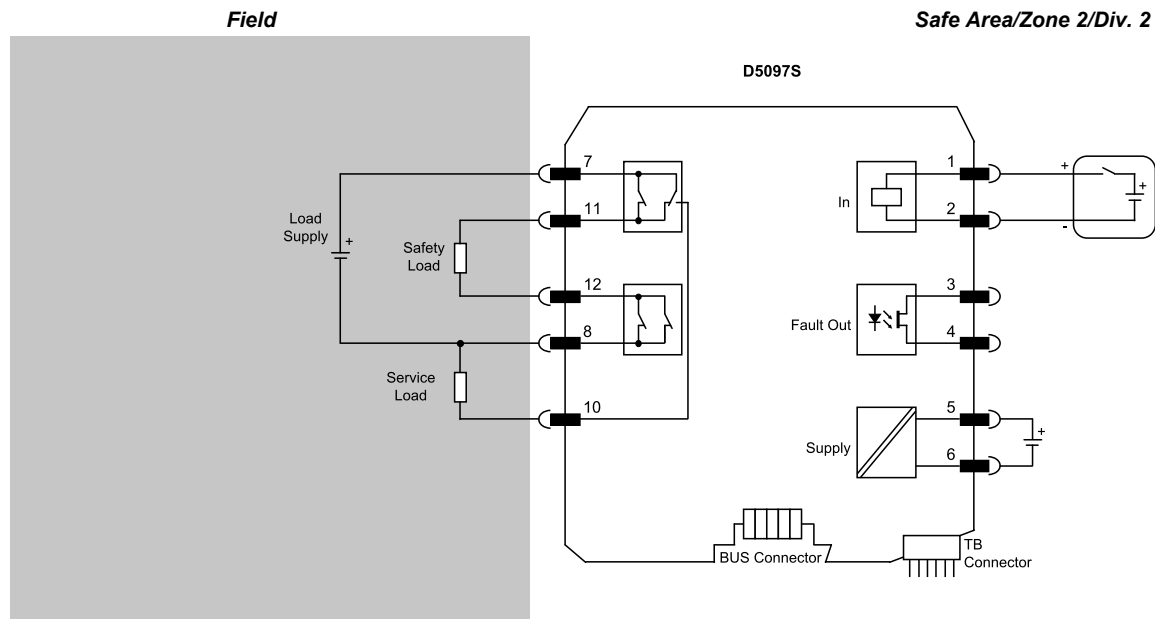 Field
Safe Area/Zone 2/Div. 2
D5097S
7
1
Load
Supply
+
11
In
2
+
-
+
Safety
Load
12
3
Fault Out
8
4
Service
Load
10
5
Supply
6
+
BUS Connector
TB
Connector